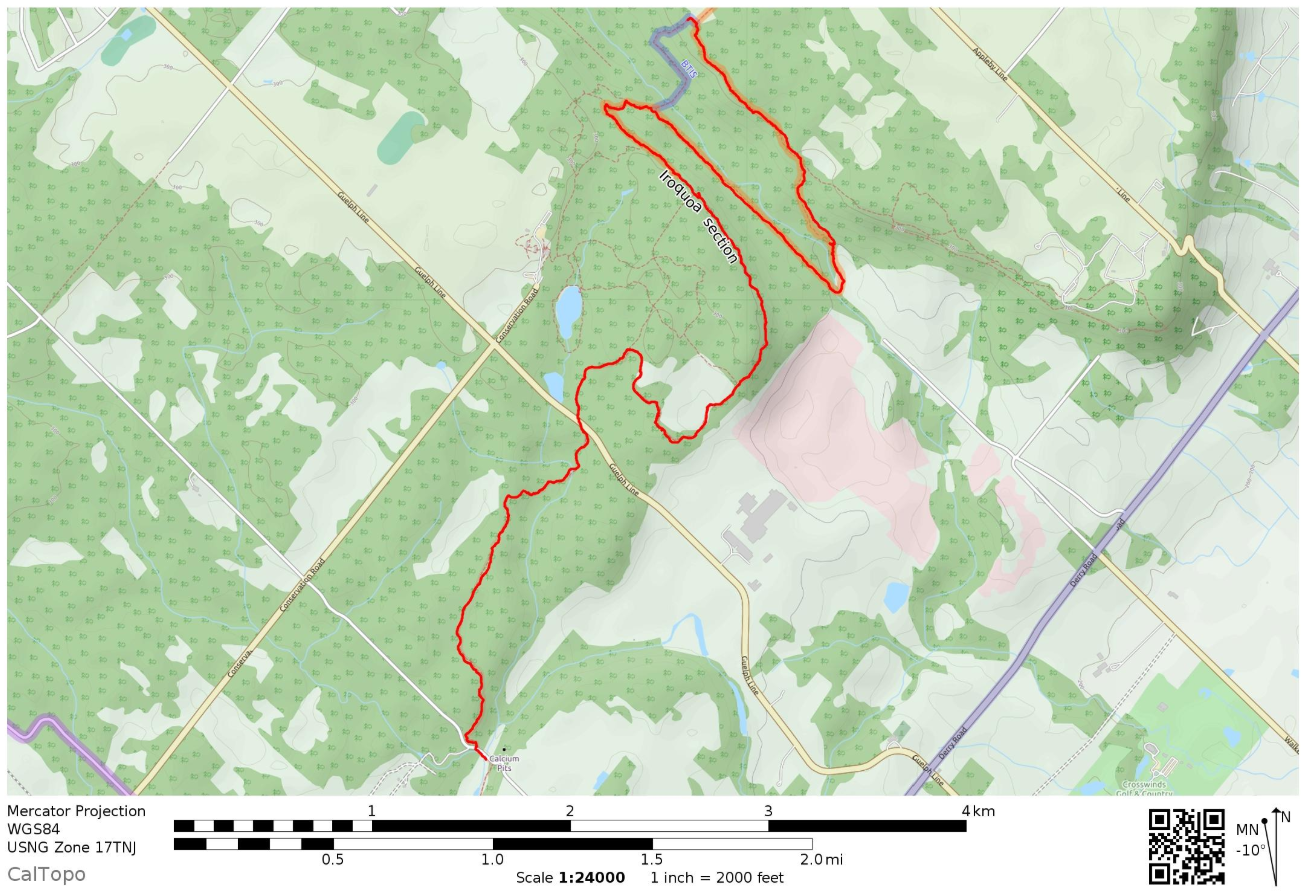 BTIS
Appleby Line
Line
Guelph Line
Iroquoa section
Guelph Line
Conservation Road
Guelph Line
Derry Road
oad
Conservation Road
Conserva
Guelph Line
Derry Road
Guelph Line
Walke
Calcium
Pits
Crosswinds
Golf & Country
Mercator Projection
WGS84
USNG Zone 17TNJ
CalTopo
1 2 3 4 km
0.5 1.0 1.5 2.0 mi
Scale 1:24000 1 inch = 2000 feet
MN
-10°
N